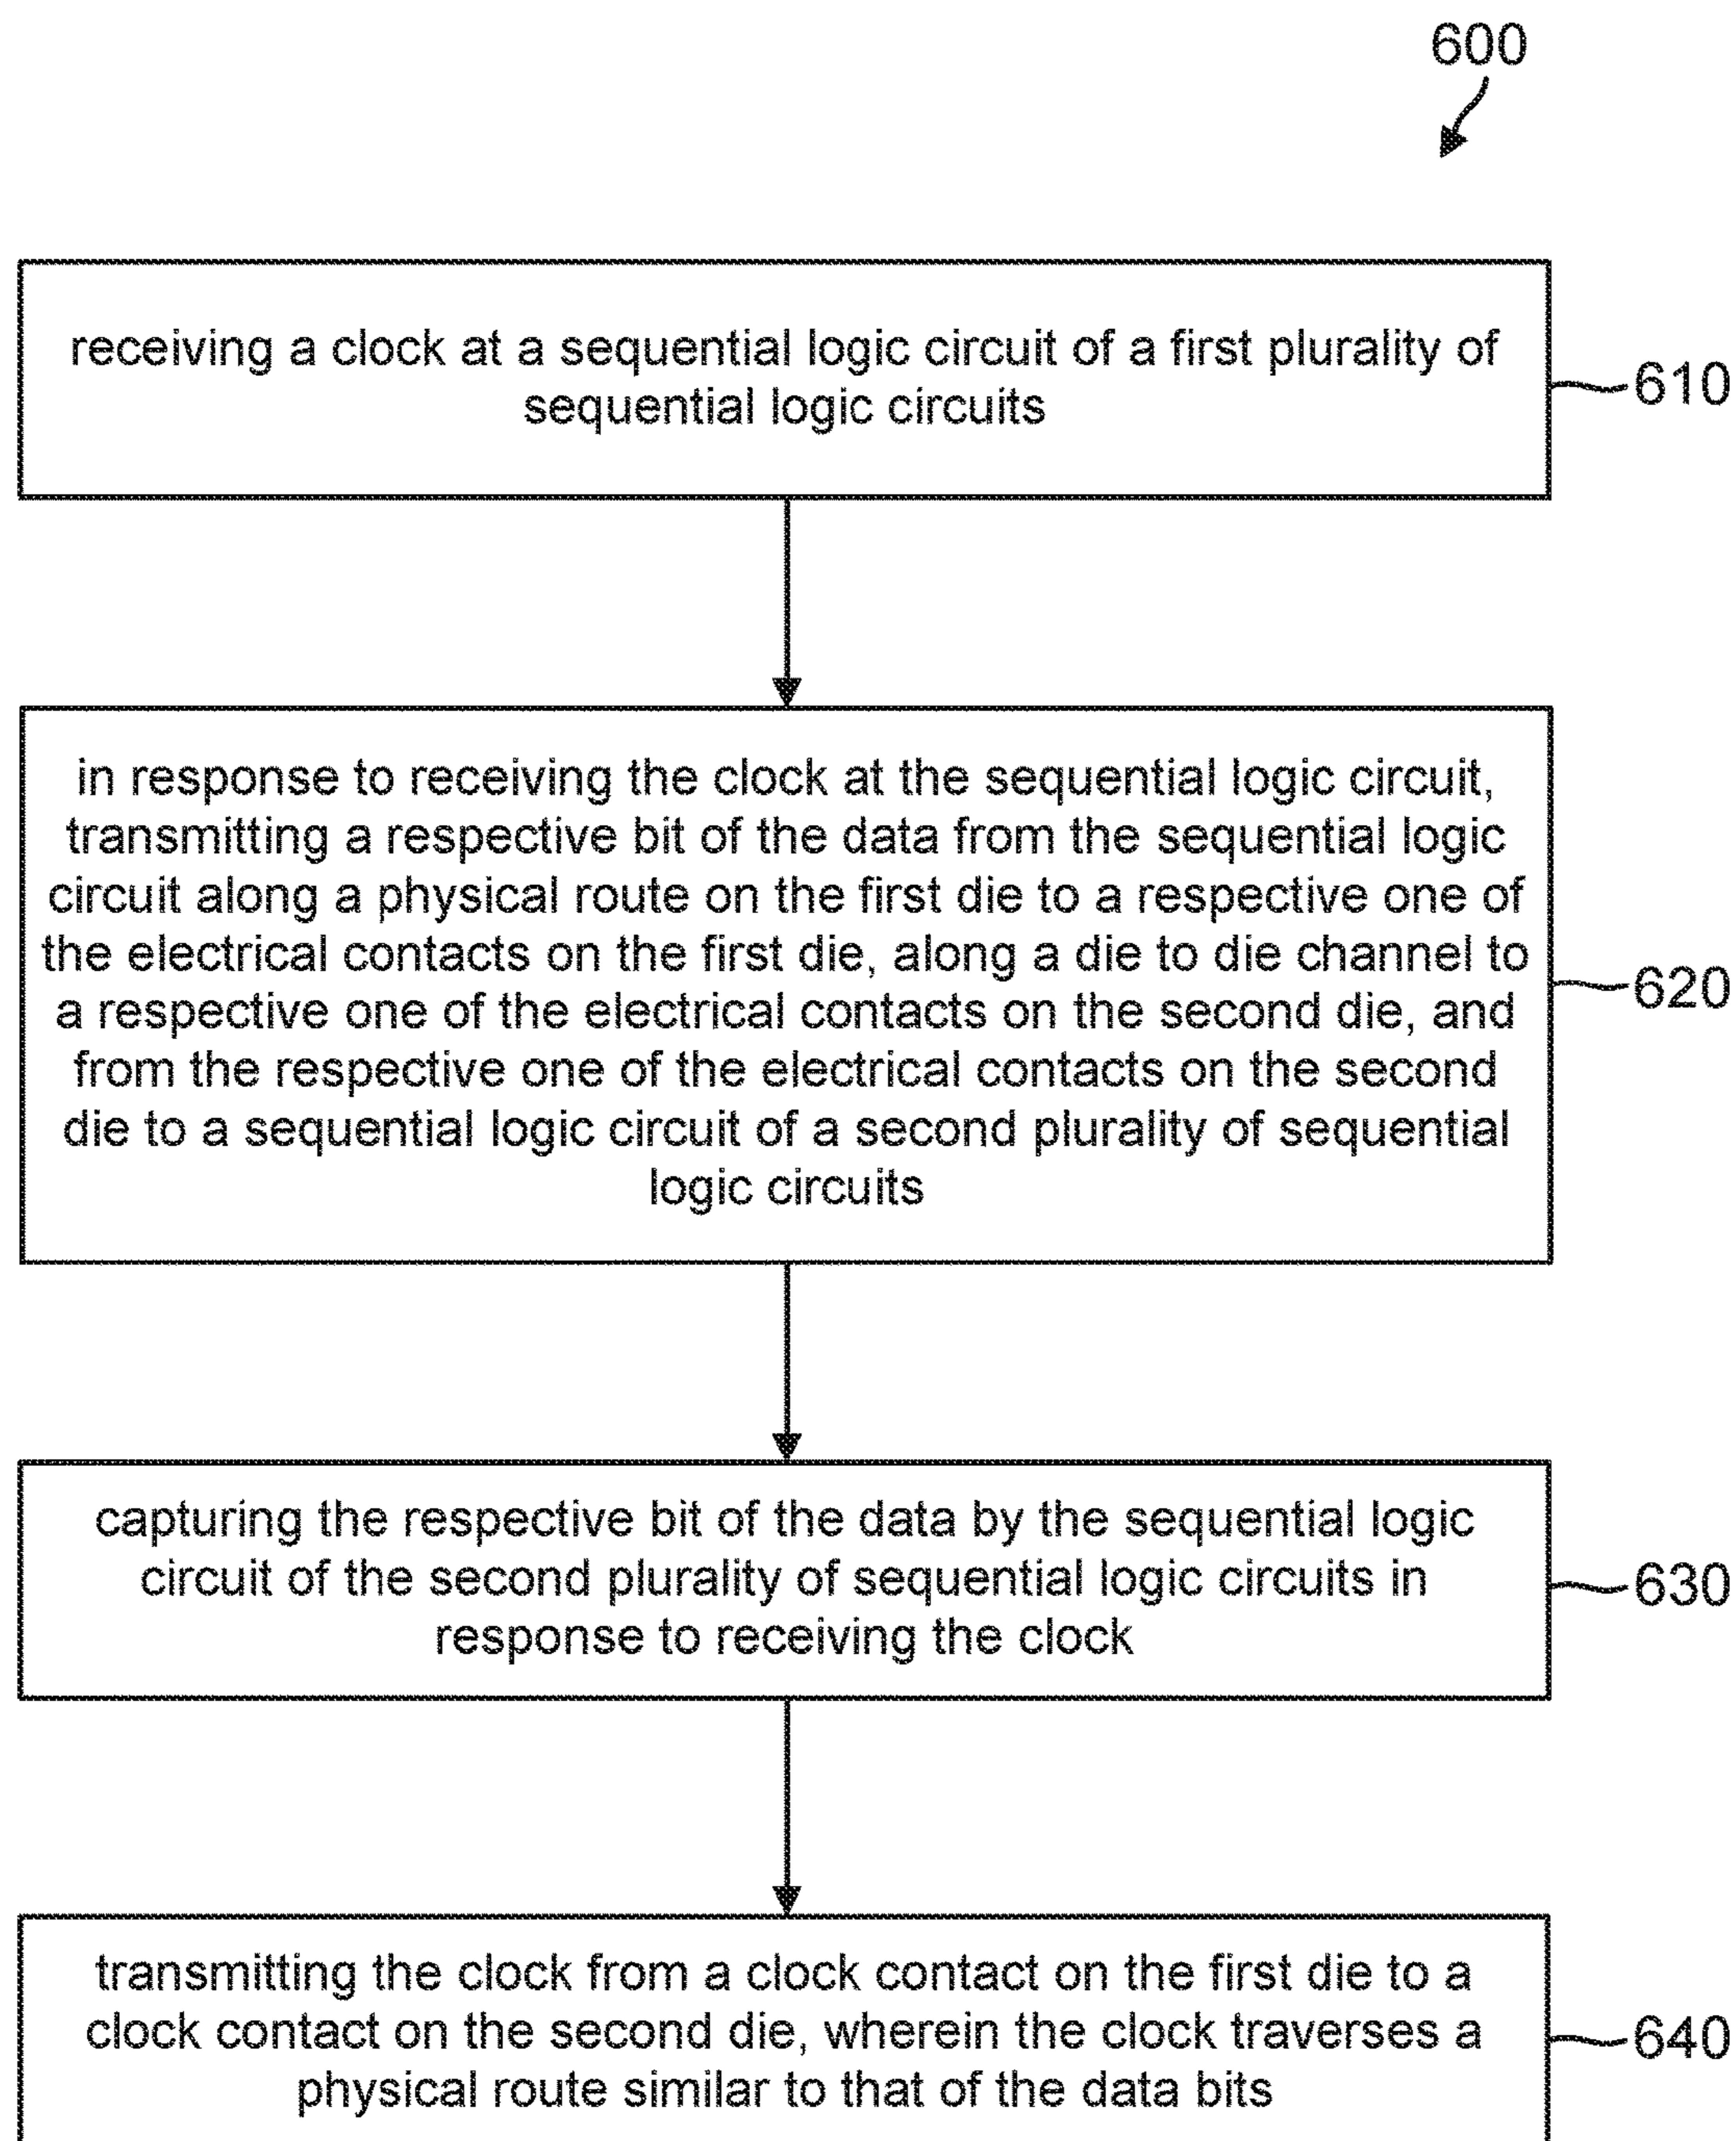 600
receiving a clock at a sequential logic circuit of a first plurality of
sequential logic circuits
610
in response to receiving the clock at the sequential logic circuit,
transmitting a respective bit of the data from the sequential logic
circuit along a physical route on the first die to a respective one of
the electrical contacts on the first die, along a die to die channel to
a respective one of the electrical contacts on the second die, and
from the respective one of the electrical contacts on the second
die to a sequential logic circuit of a second plurality of sequential
logic circuits
620
capturing the respective bit of the data by the sequential logic
circuit of the second plurality of sequential logic circuits in
response to receiving the clock
630
transmitting the clock from a clock contact on the first die to a
clock contact on the second die, wherein the clock traverses a
physical route similar to that of the data bits
640